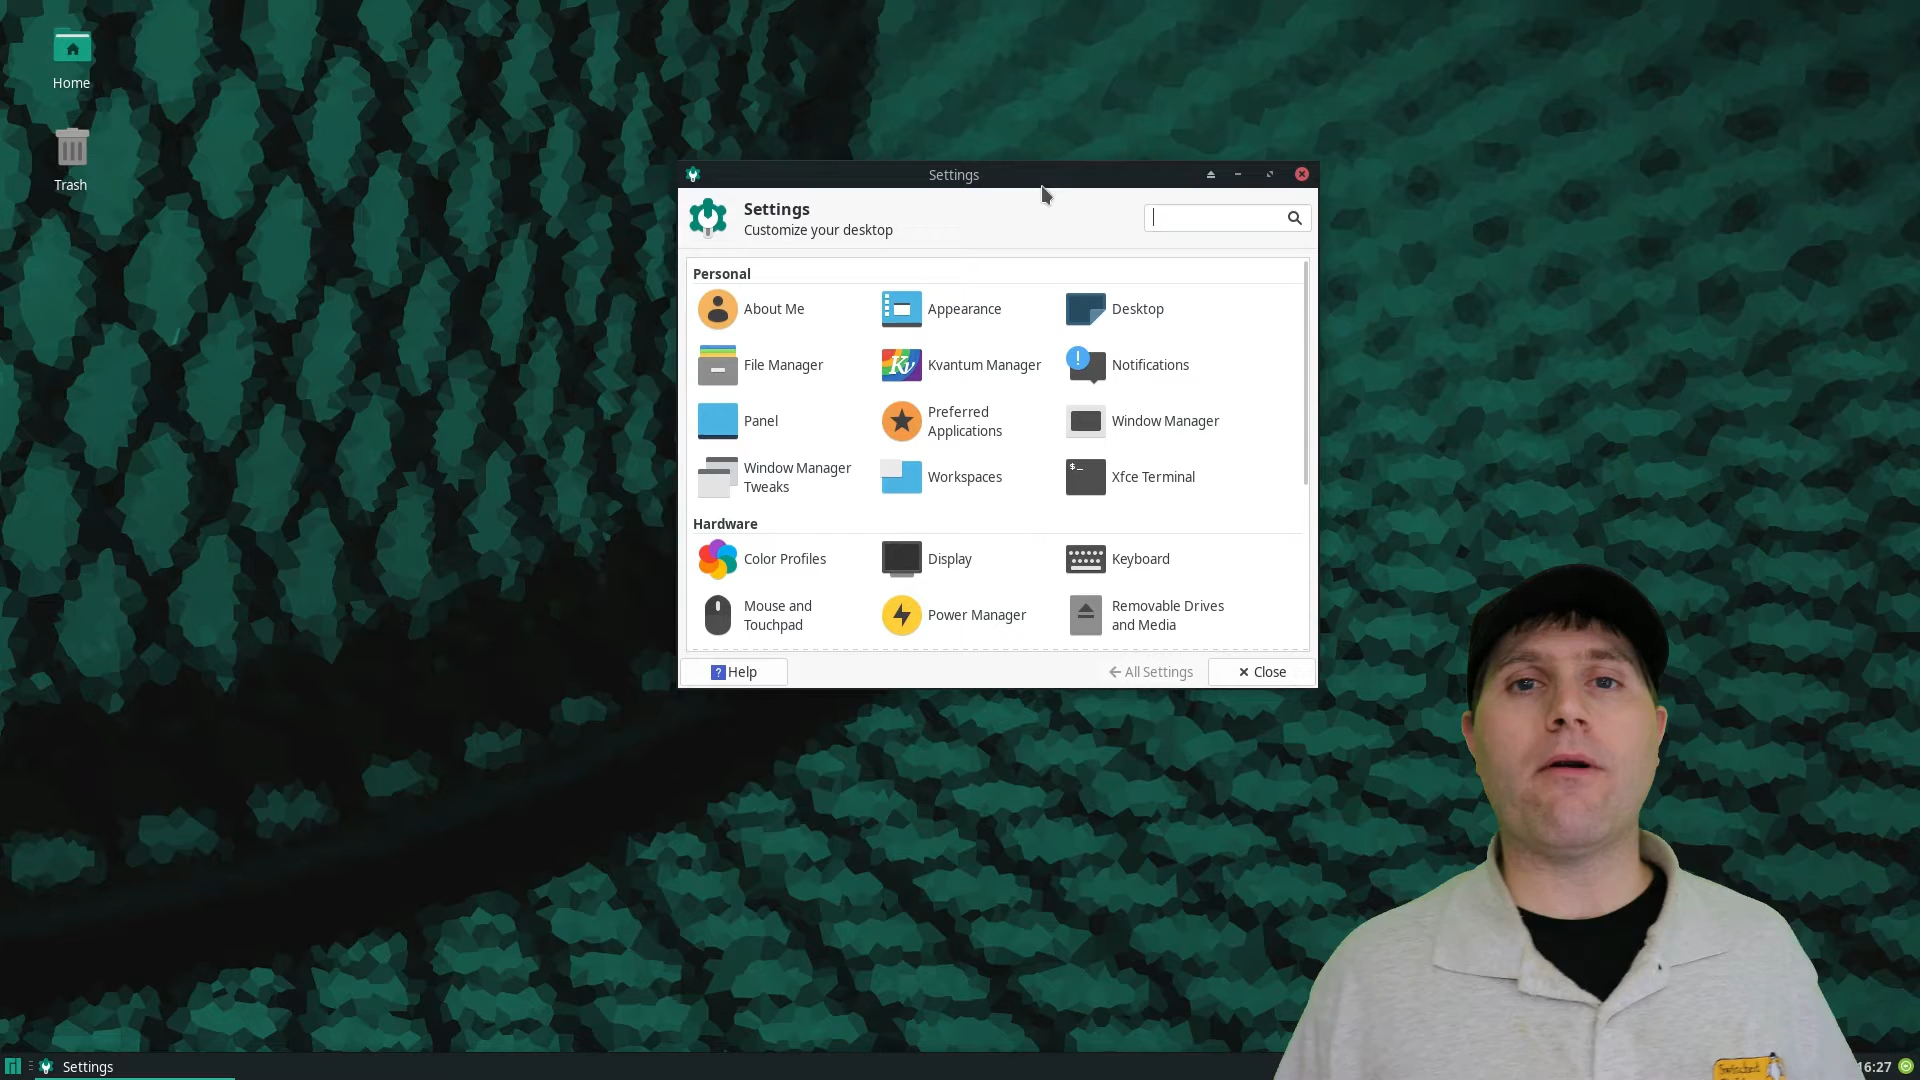 Home
Trash
Settings
Settings
Customize your desktop
Personal
About Me
Appearance
Desktop
File Manager
Kv
Kvantum Manager
!
Notifications
Panel
Preferred
Applications
Window Manager
Window Manager
Tweaks
Workspaces
$_
Xfce Terminal
Hardware
Color Profiles
Display
Keyboard
Mouse and
Touchpad
Power Manager
Removable Drives
and Media
? Help
← All Settings
× Close
Settings
16:27
Switched